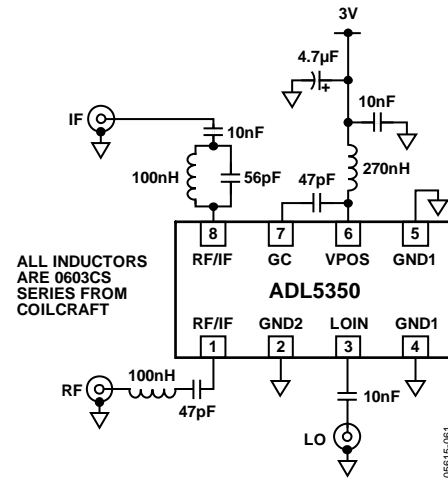 3V
4.7µF
+
IF
10nF
10nF
100nH
56pF
47pF
270nH
8
7
6
5
RF/IF
GC
VPOS
GND1
ALL INDUCTORS
ARE 0603CS
SERIES FROM
COILCRAFT
ADL5350
RF/IF
GND2
LOIN
GND1
1
2
3
4
RF
100nH
47pF
10nF
LO
05615-061